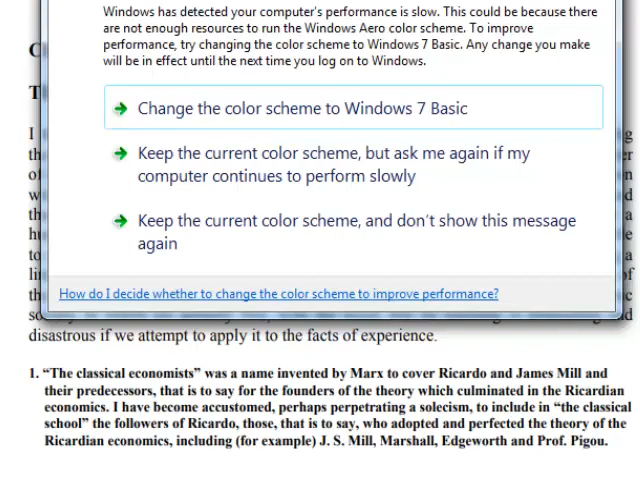 Windows has detected your computer's performance is slow. This could be because there
are not enough resources to run the Windows Aero color scheme. To improve
performance, try changing the color scheme to Windows 7 Basic. Any change you make
will be in effect until the next time you log on to Windows.
Change the color scheme to Windows 7 Basic
Keep the current color scheme, but ask me again if my
computer continues to perform slowly
Keep the current color scheme, and don't show this message
again
How do I decide whether to change the color scheme to improve performance?
disastrous if we attempt to apply it to the facts of experience.
1. “The classical economists” was a name invented by Marx to cover Ricardo and James Mill and
their predecessors, that is to say for the founders of the theory which culminated in the Ricardian
economics. I have become accustomed, perhaps perpetrating a solecism, to include in “the classical
school” the followers of Ricardo, those, that is to say, who adopted and perfected the theory of the
Ricardian economics, including (for example) J. S. Mill, Marshall, Edgeworth and Prof. Pigou.